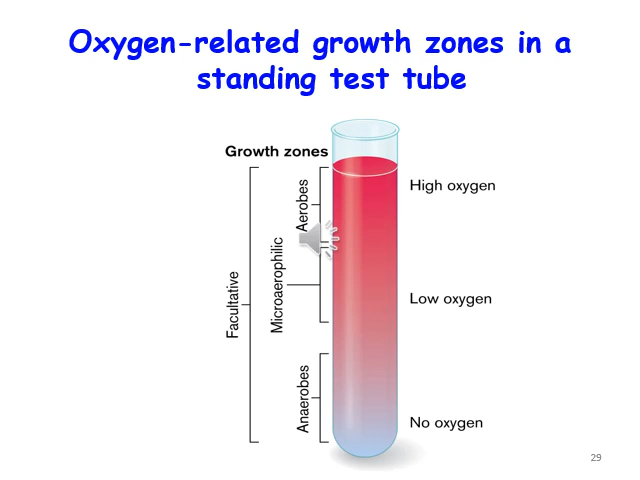 Oxygen-related growth zones in a
standing test tube
Growth zones
Aerobes
High oxygen
Microaerophilic
Facultative
Low oxygen
Anaerobes
No oxygen
29